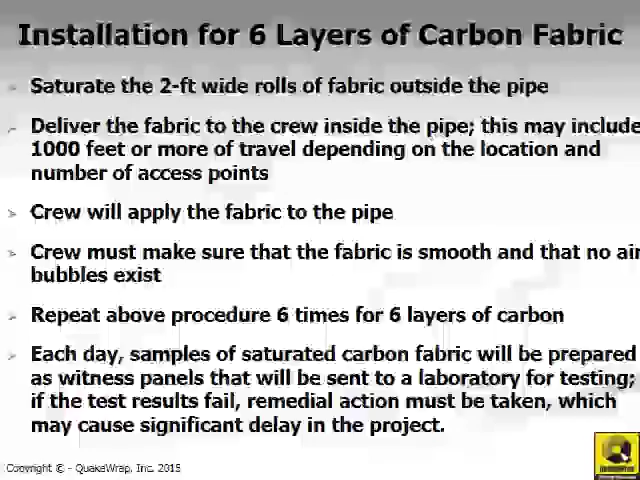 Installation for 6 Layers of Carbon Fabric
Saturate the 2-ft wide rolls of fabric outside the pipe
Deliver the fabric to the crew inside the pipe; this may include
1000 feet or more of travel depending on the location and
number of access points
Crew will apply the fabric to the pipe
Crew must make sure that the fabric is smooth and that no air
bubbles exist
Repeat above procedure 6 times for 6 layers of carbon
Each day, samples of saturated carbon fabric will be prepared
as witness panels that will be sent to a laboratory for testing;
if the test results fail, remedial action must be taken, which
may cause significant delay in the project.
Copyright © - QuakeWrap, Inc. 2015